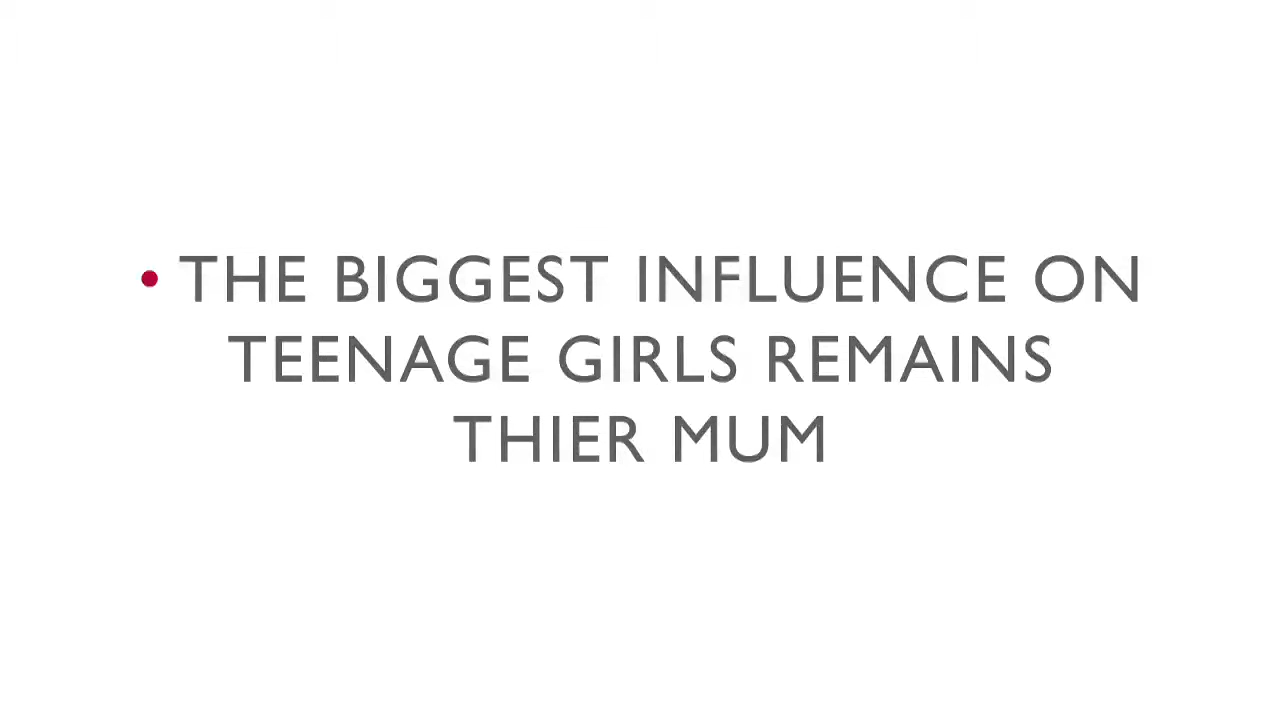 • THE BIGGEST INFLUENCE ON
TEENAGE GIRLS REMAINS
THIER MUM